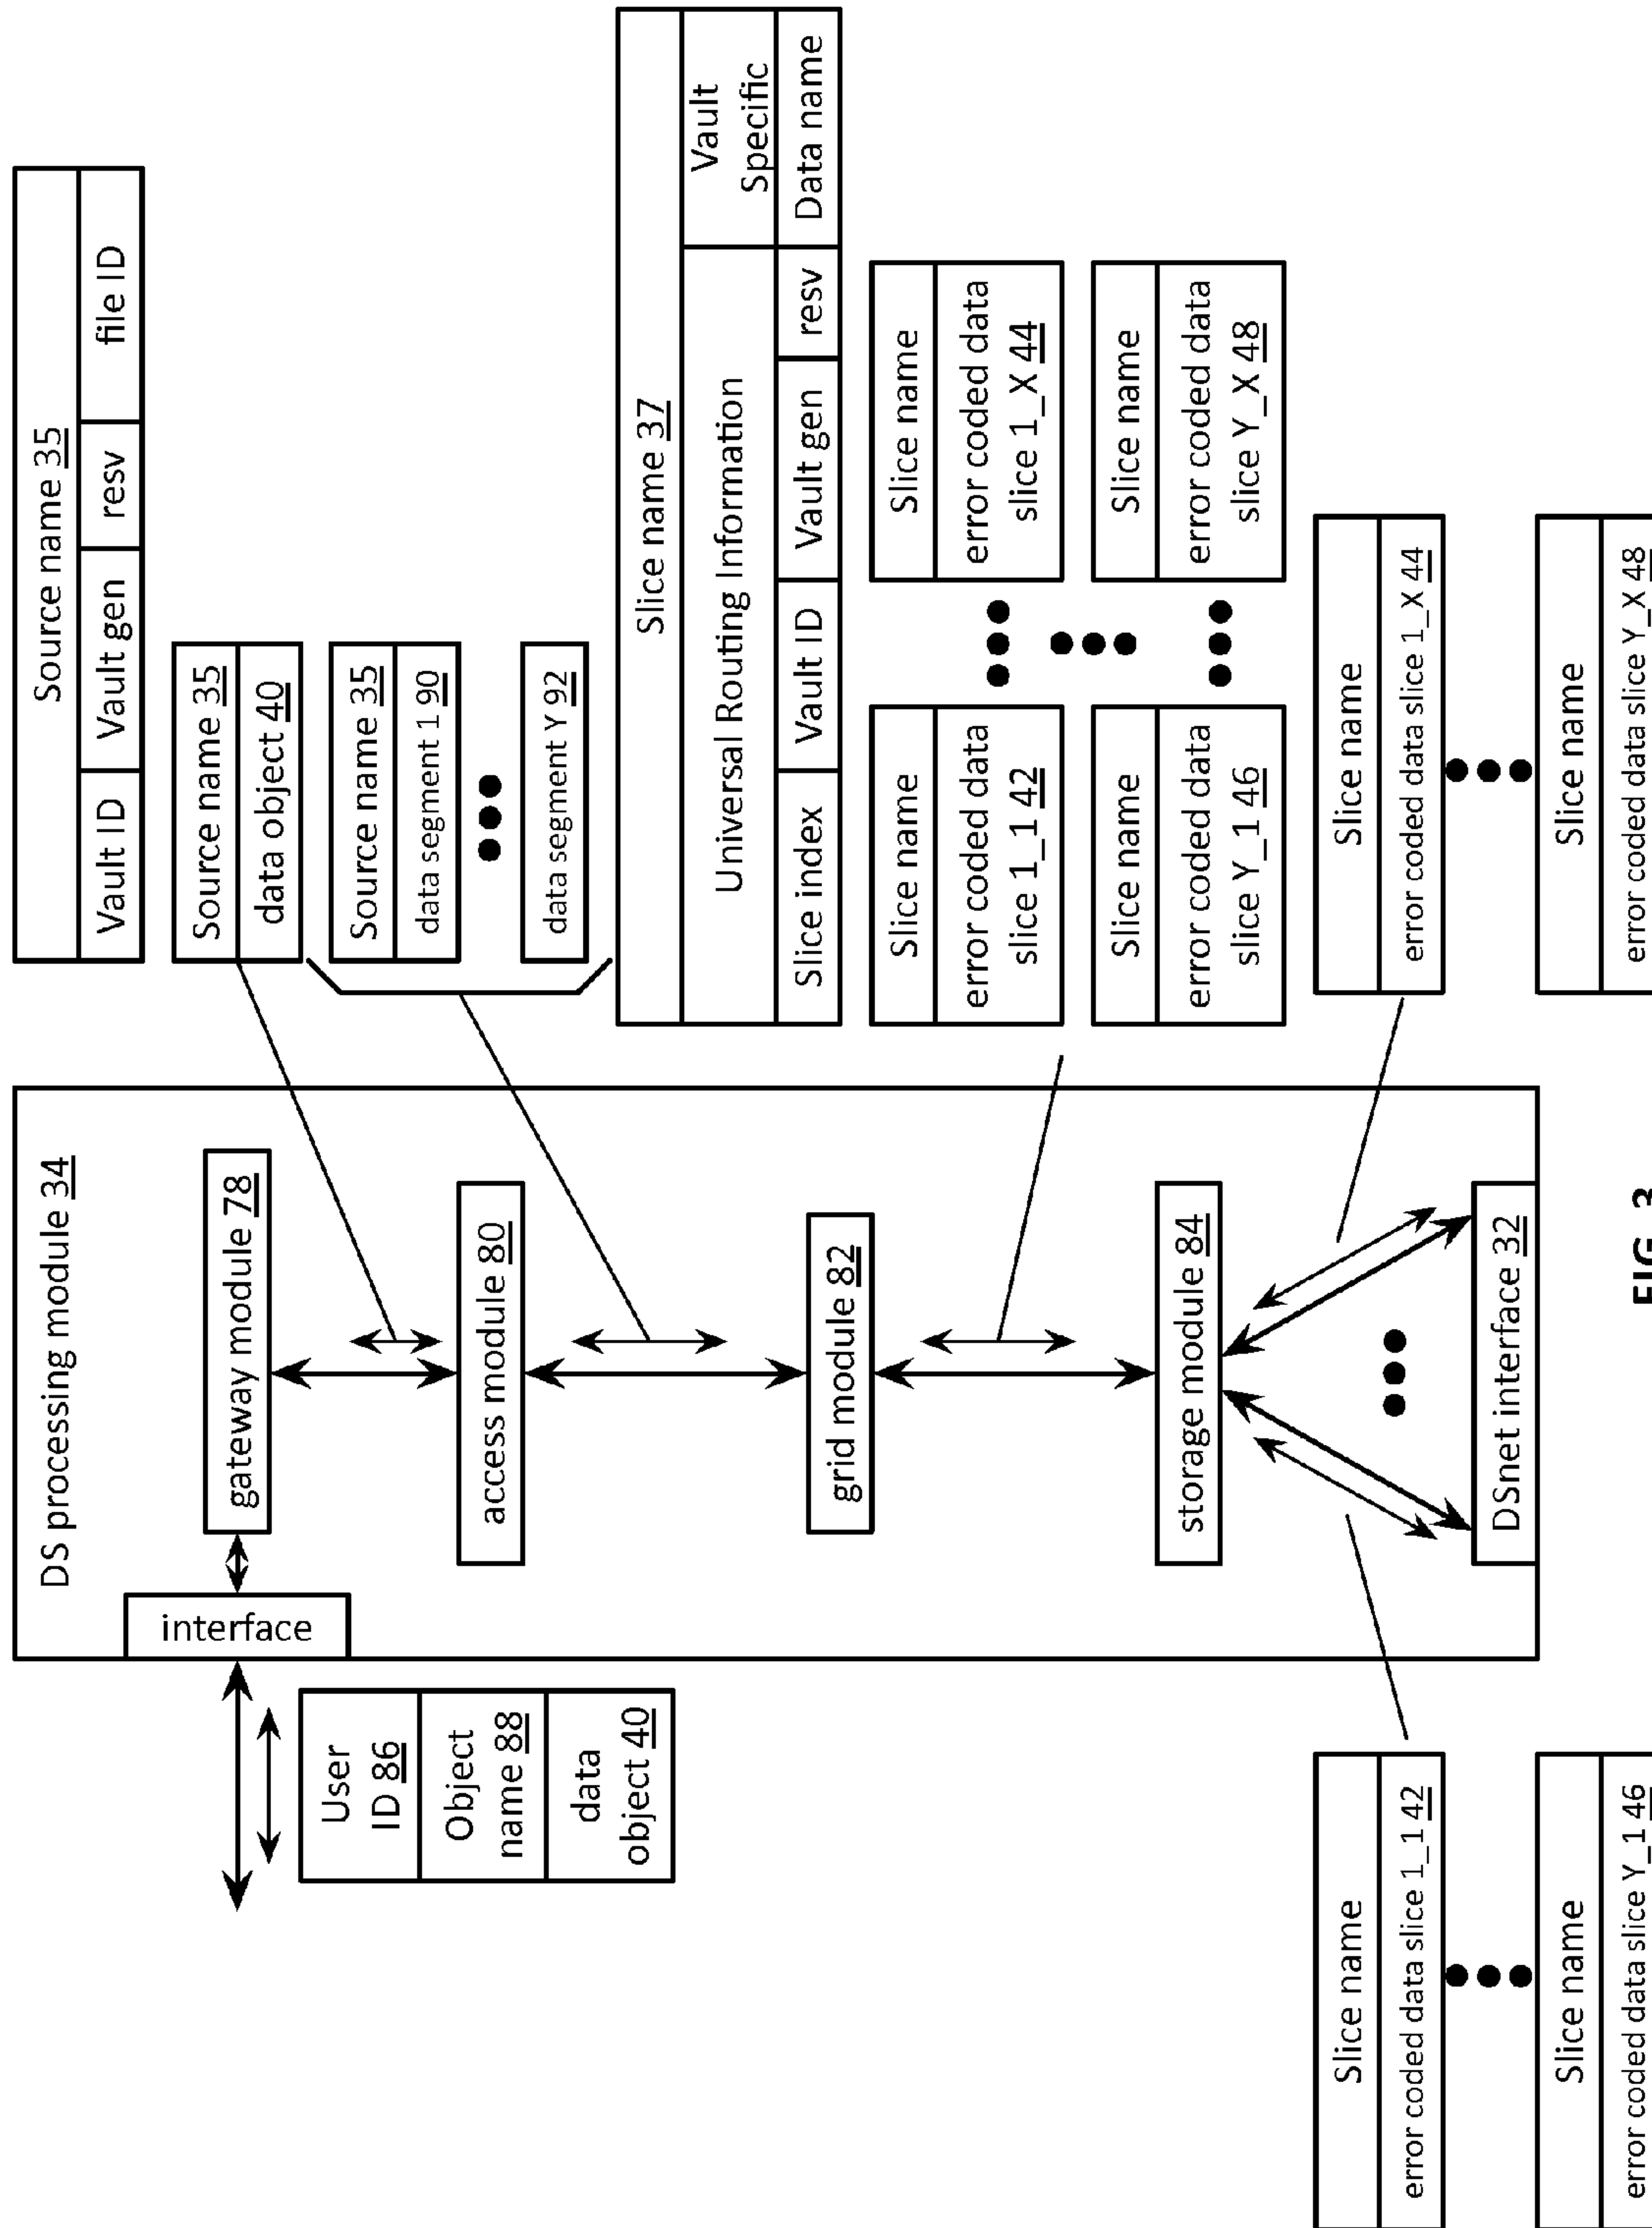 DS processing module 34
interface
gateway module 78
access module 80
grid module 82
storage module 84
DSnet interface 32
User
ID 86
Object
name 88
data
object 40
Source name 35
Vault ID
Vault gen
resv
file ID
Source name 35
data object 40
Source name 35
data segment 1 90
data segment Y 92
Slice name 37
Universal Routing Information
Vault
Specific
Slice index
Vault ID
Vault gen
resv
Data name
Slice name
error coded data
slice 1_1 42
Slice name
error coded data
slice 1_X 44
Slice name
error coded data
slice Y_1 46
Slice name
error coded data
slice Y_X 48
Slice name
error coded data slice 1_1 42
Slice name
error coded data slice Y_1 46
Slice name
error coded data slice 1_X 44
Slice name
error coded data slice Y_X 48
FIG. 3